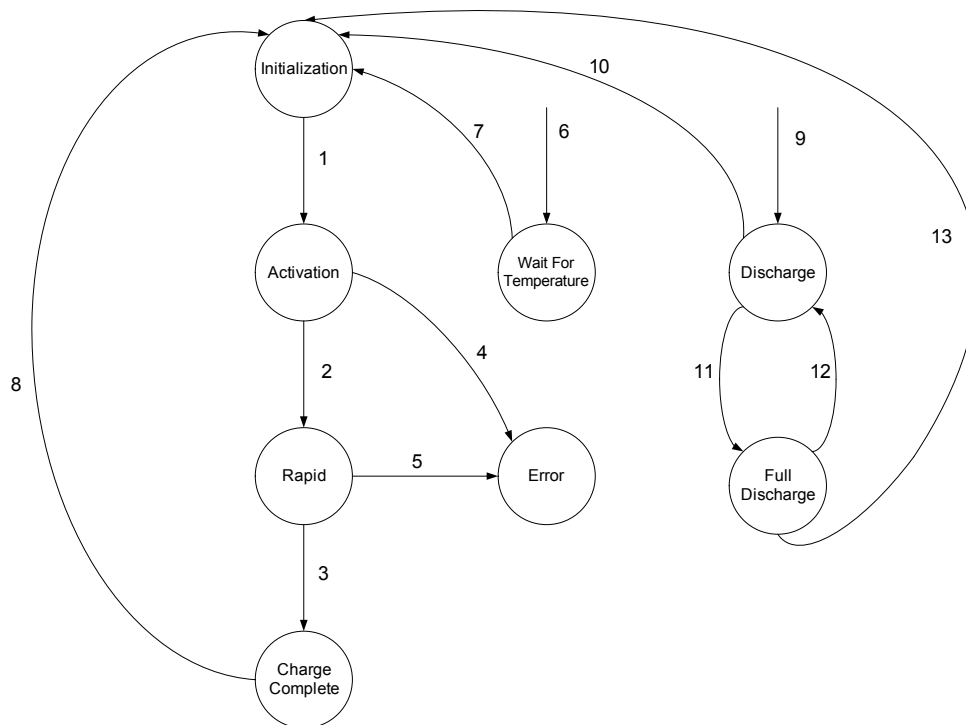 Initialization
10
7
6
9
1
13
Activation
Wait For
Temperature
Discharge
2
4
11
12
8
Rapid
5
Error
Full
Discharge
3
Charge
Complete